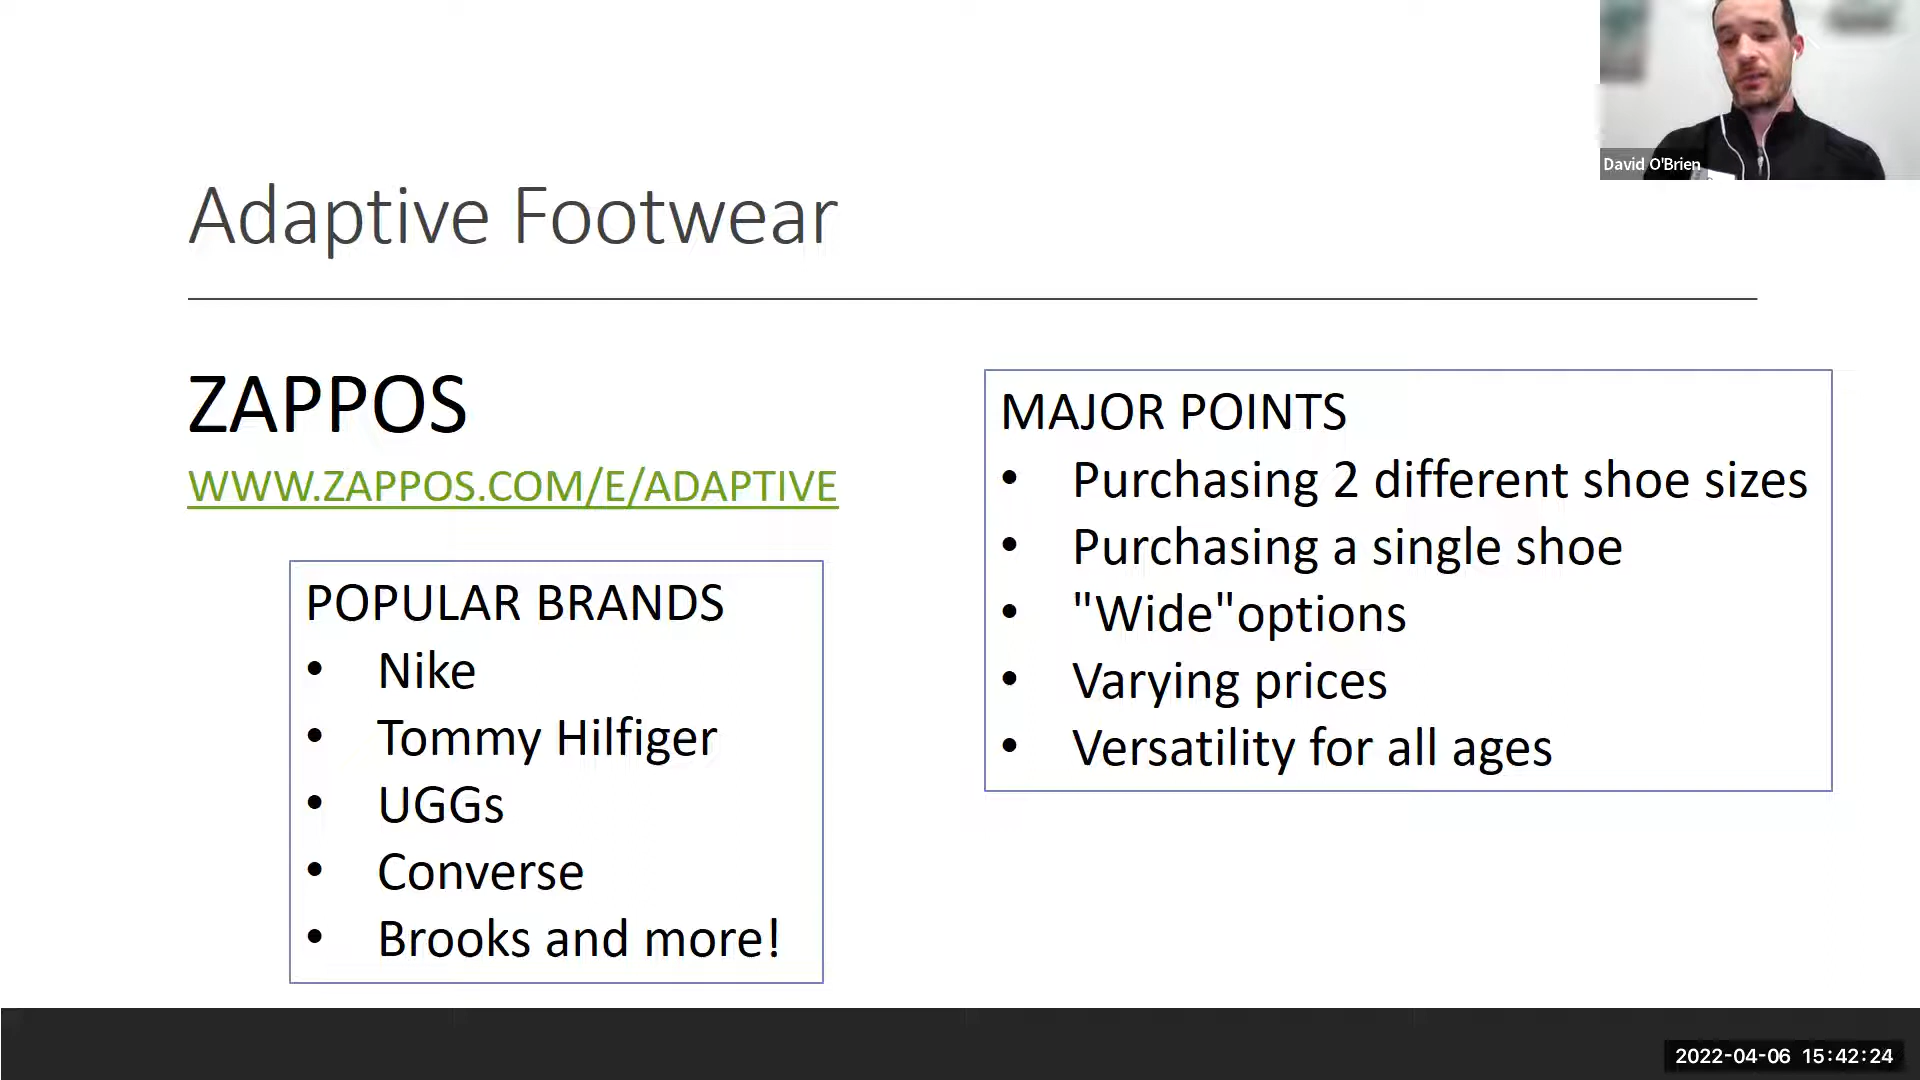 David O'Brien
Adaptive Footwear
ZAPPOS
WWW.ZAPPOS.COM/E/ADAPTIVE
POPULAR BRANDS
• Nike
• Tommy Hilfiger
• UGGs
• Converse
• Brooks and more!
MAJOR POINTS
• Purchasing 2 different shoe sizes
• Purchasing a single shoe
• "Wide"options
• Varying prices
• Versatility for all ages
2022-04-06 15:42:24